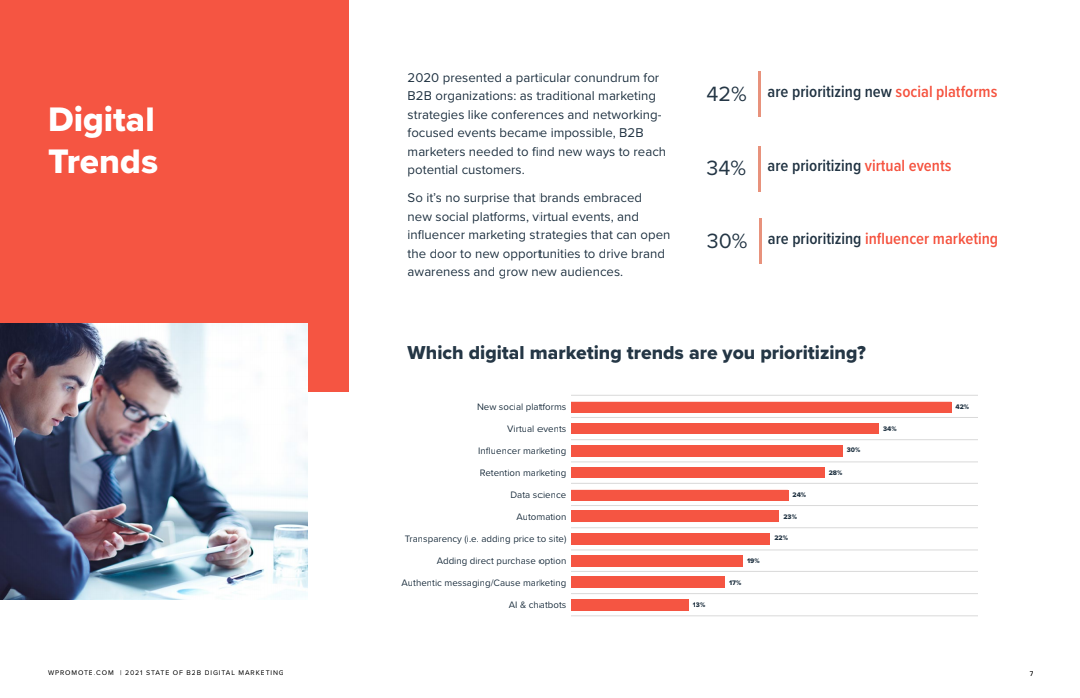 Digital
Trends
2020 presented a particular conundrum for
B2B organizations: as traditional marketing
strategies like conferences and networking-
focused events became impossible, B2B
marketers needed to find new ways to reach
potential customers.
So it's no surprise that brands embraced
new social platforms, virtual events, and
influencer marketing strategies that can open
the door to new opportunities to drive brand
awareness and grow new audiences.
42% are prioritizing new social platforms
34% are prioritizing virtual events
30% are prioritizing influencer marketing
Which digital marketing trends are you prioritizing?
New social platforms 42%
Virtual events 34%
Influencer marketing 30%
Retention marketing 28%
Data science 24%
Automation 23%
Transparency (i.e. adding price to site) 22%
Adding direct purchase option 19%
Authentic messaging/Cause marketing 17%
AI & chatbots 13%
WPROMOTE.COM | 2021 STATE OF B2B DIGITAL MARKETING 7